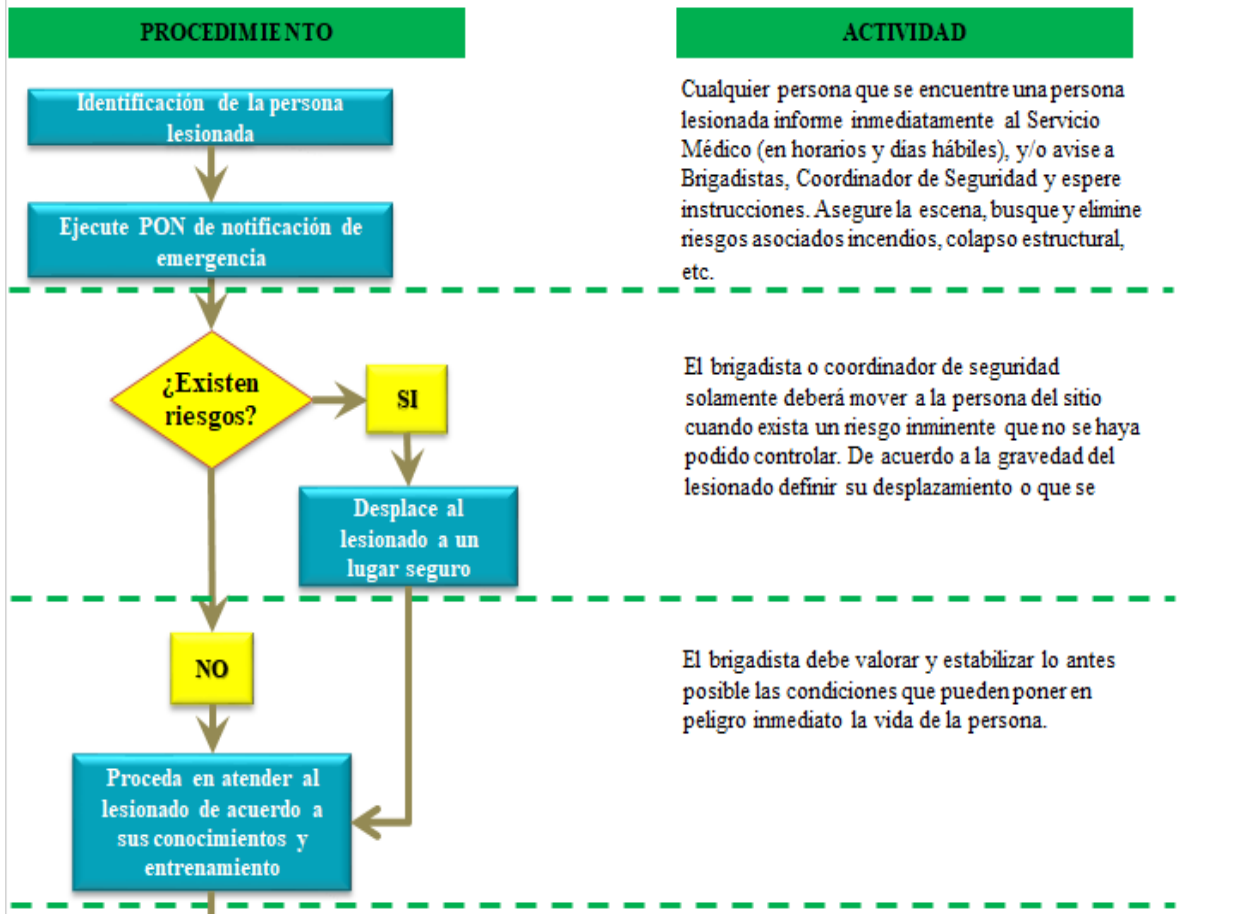 PROCEDIMIENTO
ACTIVIDAD
Identificación de la persona
lesionada
Ejecute PON de notificación de
emergencia
Cualquier persona que se encuentre una persona
lesionada informe inmediatamente al Servicio
Médico (en horarios y días hábiles), y/o avise a
Brigadistas, Coordinador de Seguridad y espere
instrucciones. Asegure la escena, busque y elimine
riesgos asociados incendios, colapso estructural,
etc.
¿Existen
riesgos?
SI
Desplace al
lesionado a un
lugar seguro
El brigadista o coordinador de seguridad
solamente deberá mover a la persona del sitio
cuando exista un riesgo inminente que no se haya
podido controlar. De acuerdo a la gravedad del
lesionado definir su desplazamiento o que se
NO
Proceda en atender al
lesionado de acuerdo a
sus conocimientos y
entrenamiento
El brigadista debe valorar y estabilizar lo antes
posible las condiciones que pueden poner en
peligro inmediato la vida de la persona.